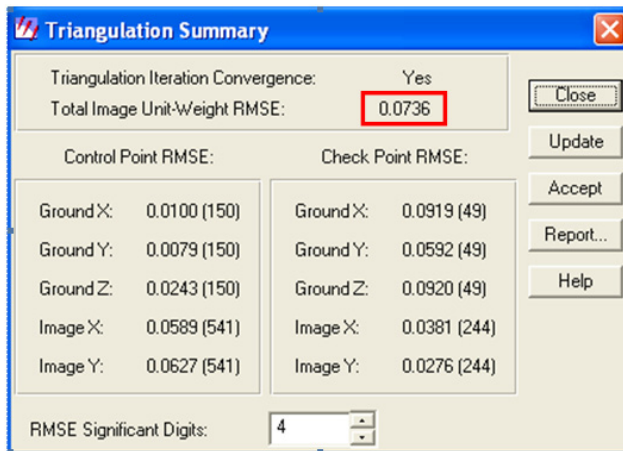 Triangulation Summary
Triangulation Iteration Convergence: Yes
Total Image Unit-Weight RMSE: 0.0736
Control Point RMSE:
Ground X: 0.0100 (150)
Ground Y: 0.0079 (150)
Ground Z: 0.0243 (150)
Image X: 0.0589 (541)
Image Y: 0.0627 (541)
Check Point RMSE:
Ground X: 0.0919 (49)
Ground Y: 0.0592 (49)
Ground Z: 0.0920 (49)
Image X: 0.0381 (244)
Image Y: 0.0276 (244)
RMSE Significant Digits: 4
Close
Update
Accept
Report...
Help